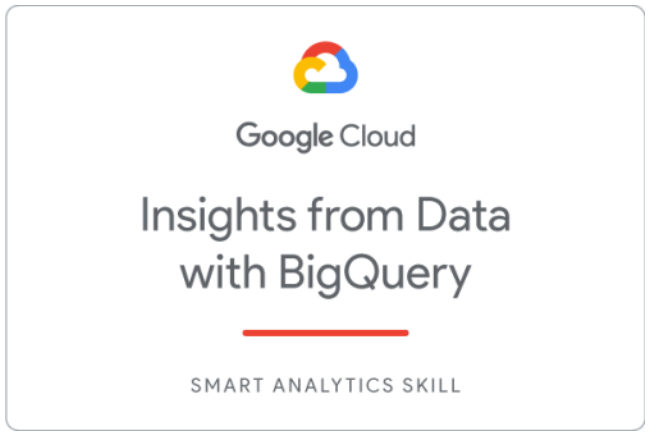 Google Cloud
Insights from Data
with BigQuery
SMART ANALYTICS SKILL